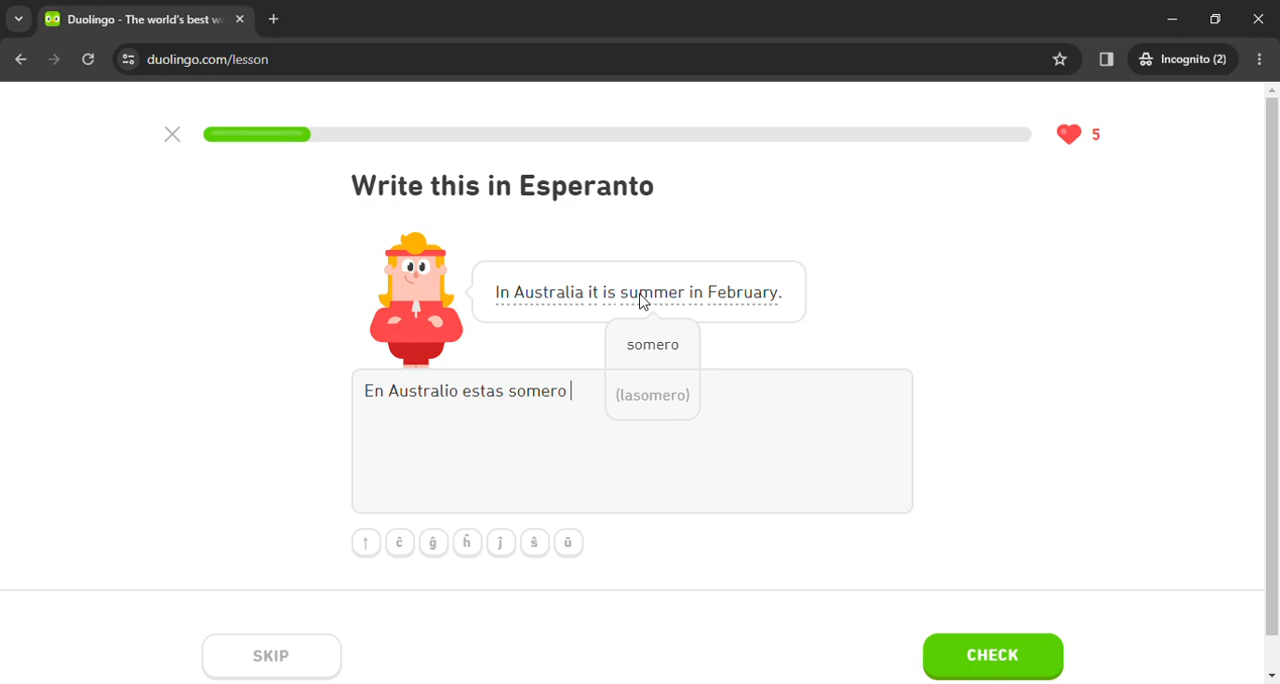 Duolingo - The world's best w
duolingo.com/lesson
Incognito (2)
5
Write this in Esperanto
In Australia it is summer in February.
somero
(lasomero)
En Australio estas somero
↑ ĉ ĝ ĥ ĵ ŝ ŭ
SKIP
CHECK